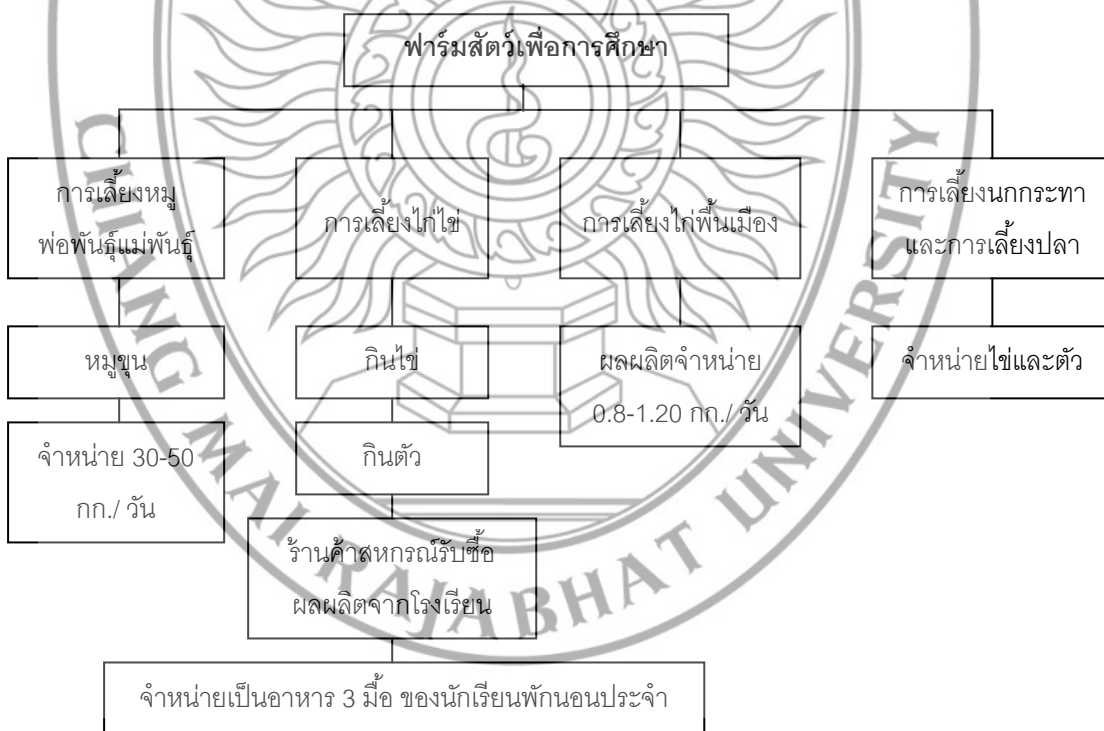 ฟาร์มสัตว์เพื่อการศึกษา
การเลี้ยงหมู
พ่อพันธุ์แม่พันธุ์
การเลี้ยงไก่ไข่
การเลี้ยงไก่พื้นเมือง
การเลี้ยงนกกระทา
และการเลี้ยงปลา
หมูขุน
กินไข่
ผลผลิตจำหน่าย
0.8-1.20 กก./ วัน
จำหน่ายไข่และตัว
จำหน่าย 30-50
กก./ วัน
กินตัว
ร้านค้าสหกรณ์รับซื้อ
ผลผลิตจากโรงเรียน
จำหน่ายเป็นอาหาร 3 มื้อ ของนักเรียนพักนอนประจำ
CHIANG MAI RAJABHAT UNIVERSITY